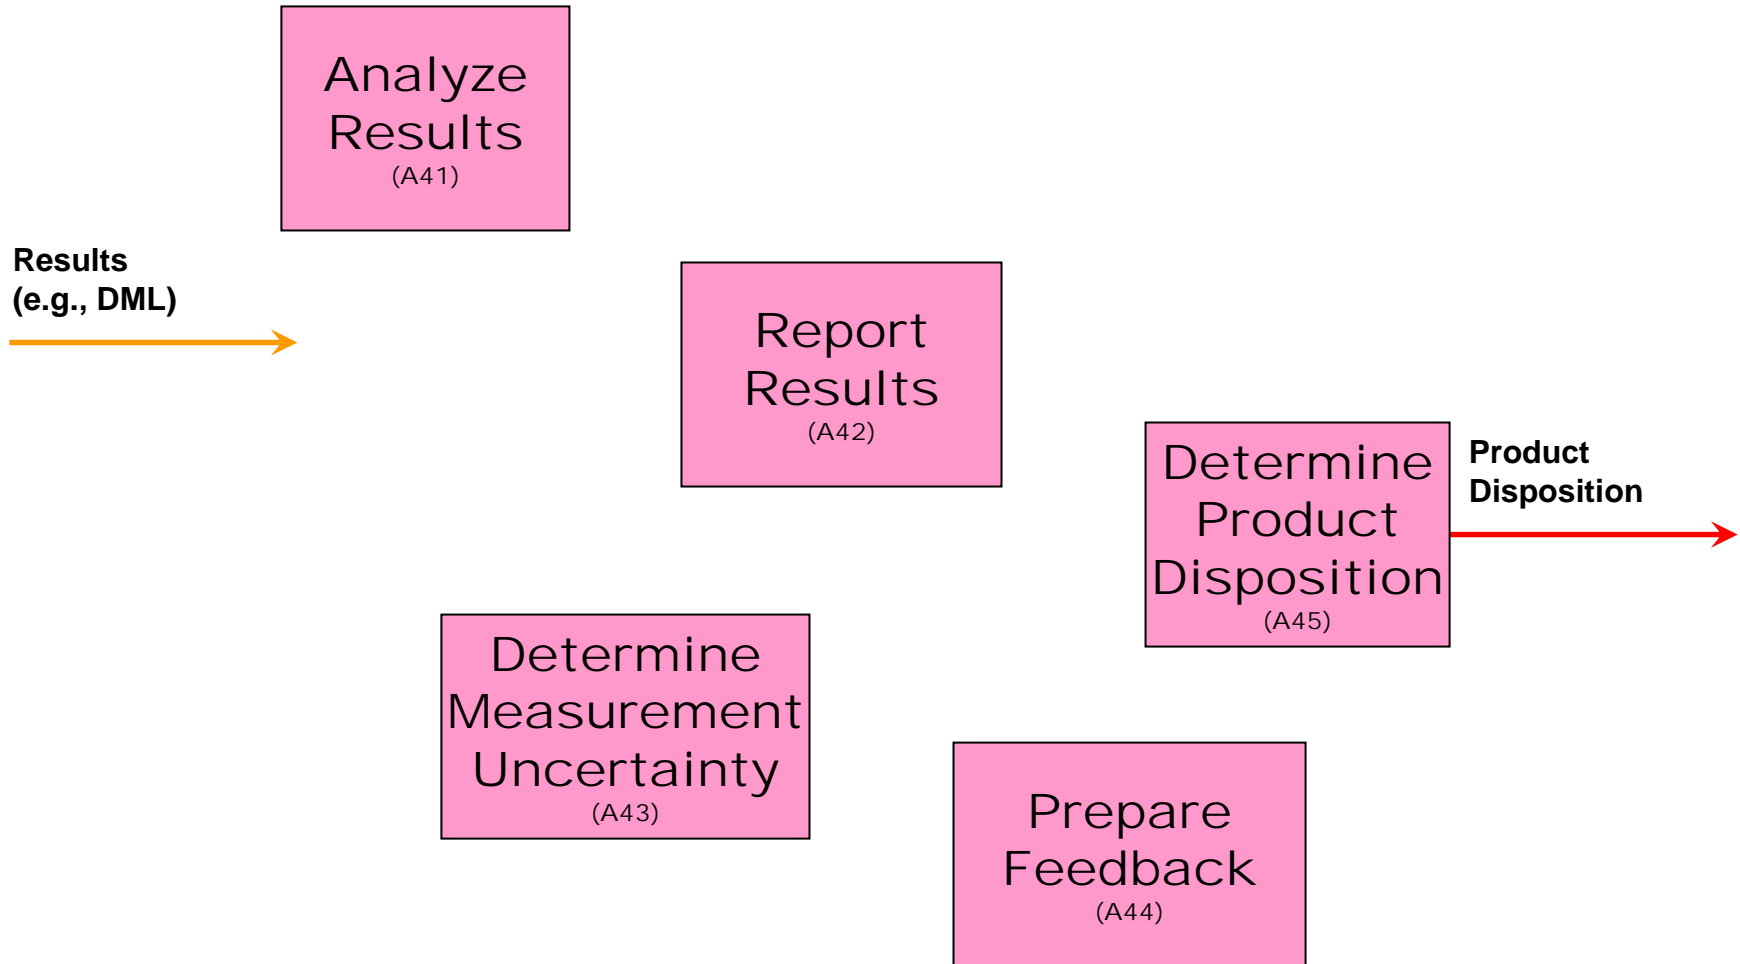 Analyze
Results
(A41)
Results
(e.g., DML)
Report
Results
(A42)
Determine
Product
Disposition
(A45)
Product
Disposition
Determine
Measurement
Uncertainty
(A43)
Prepare
Feedback
(A44)